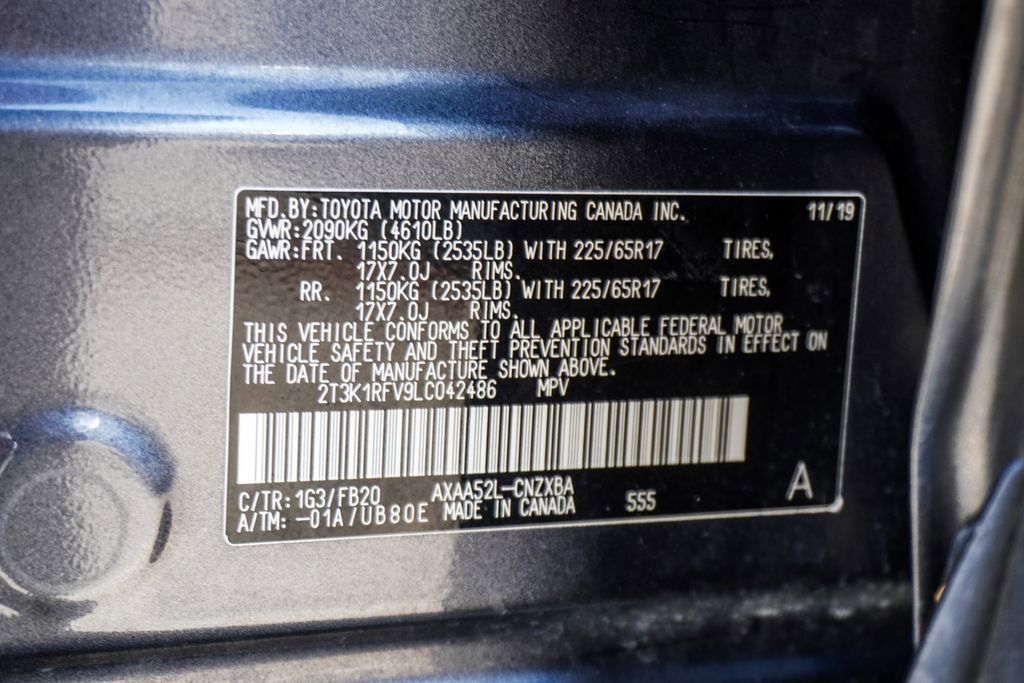 MFD.BY:TOYOTA MOTOR MANUFACTURING CANADA INC. 11/19
GVWR:2090KG (4610LB)
GAWR:FRT. 1150KG (2535LB) WITH 225/65R17 TIRES,
17X7.0J RIMS.
RR. 1150KG (2535LB) WITH 225/65R17 TIRES,
17X7.0J RIMS.
THIS VEHICLE CONFORMS TO ALL APPLICABLE FEDERAL MOTOR
VEHICLE SAFETY AND THEFT PREVENTION STANDARDS IN EFFECT ON
THE DATE OF MANUFACTURE SHOWN ABOVE.
2T3K1RFV9LC042486 MPV
C/TR: 1G3/FB20 AXAA52L-CNZXBA 555 A
A/TM: -01A/UB80E MADE IN CANADA